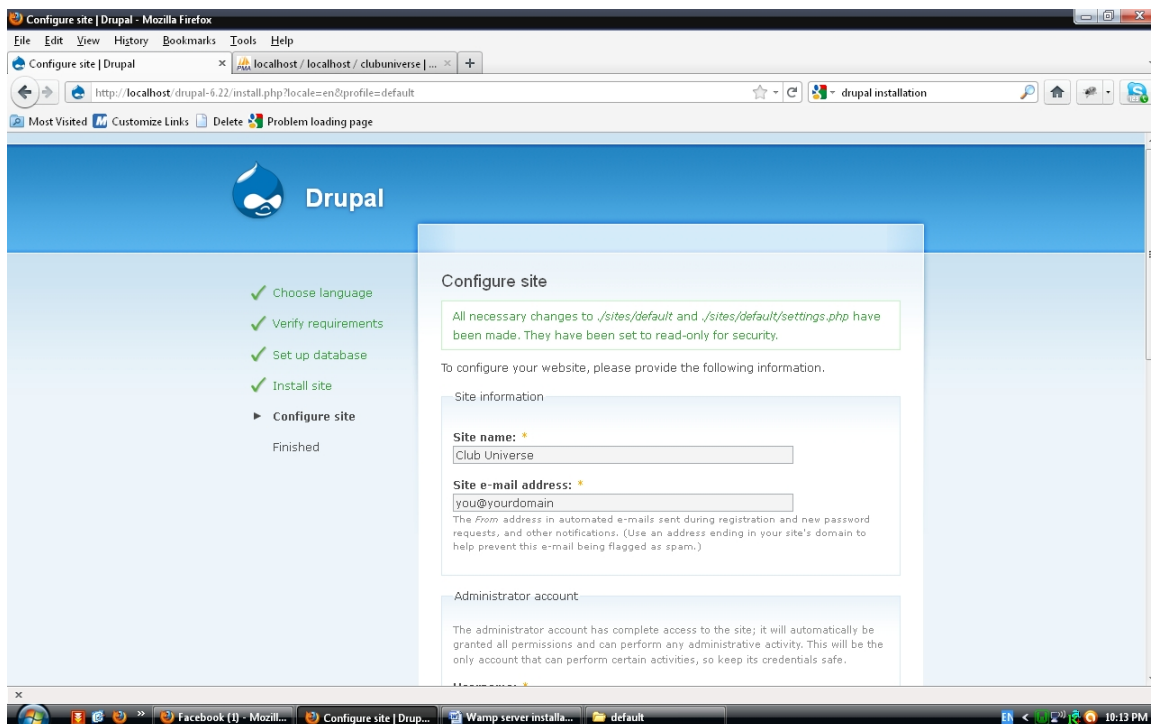 Configure site | Drupal - Mozilla Firefox
File Edit View History Bookmarks Tools Help
Configure site | Drupal
localhost / localhost / clubuniverse | ...
http://localhost/drupal-6.22/install.php?locale=en&profile=default
drupal installation
Most Visited Customize Links Delete Problem loading page
Drupal
Choose language
Verify requirements
Set up database
Install site
Configure site
Finished
Configure site
All necessary changes to ./sites/default and ./sites/default/settings.php have
been made. They have been set to read-only for security.
To configure your website, please provide the following information.
Site information
Site name: *
Club Universe
Site e-mail address: *
you@yourdomain
The From address in automated e-mails sent during registration and new password
requests, and other notifications. (Use an address ending in your site's domain to
help prevent this e-mail being flagged as spam.)
Administrator account
The administrator account has complete access to the site; it will automatically be
granted all permissions and can perform any administrative activity. This will be the
only account that can perform certain activities, so keep its credentials safe.
Facebook (1) - Mozill... Configure site | Drup... Wamp server installa... default EN 10:13 PM